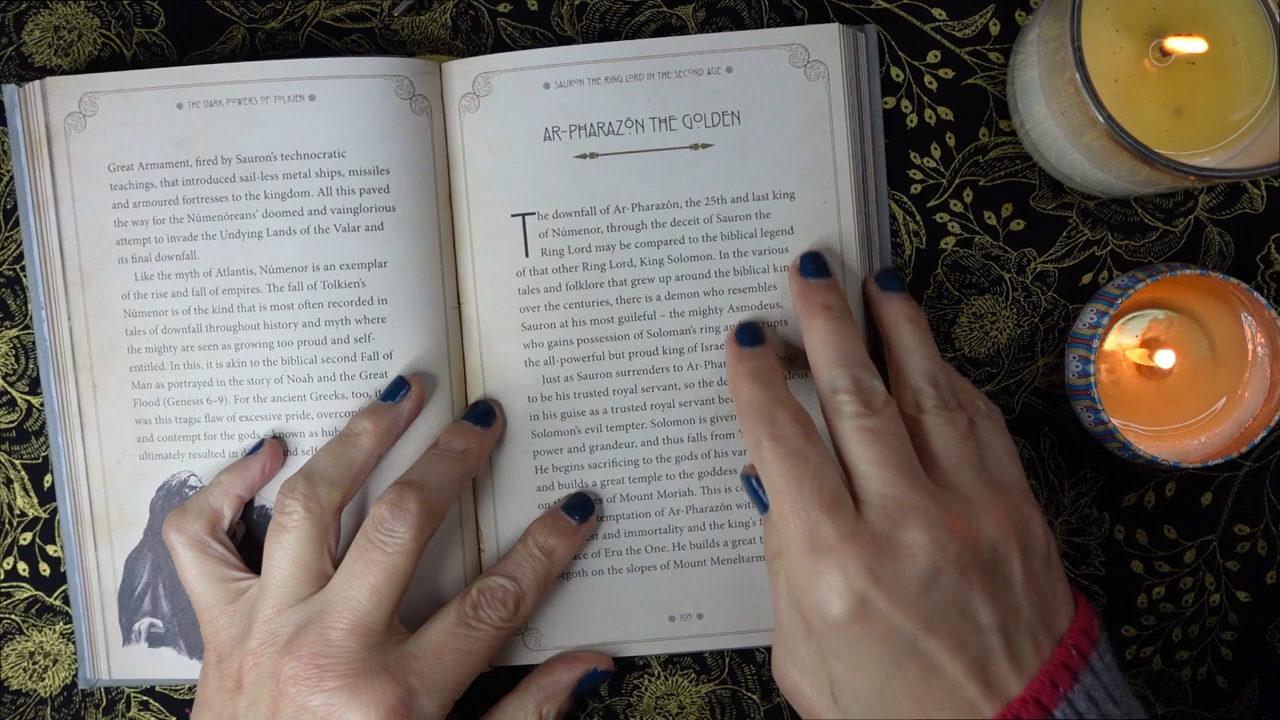 THE DARK POWERS OF TOLKIEN
Great Armament, fired by Sauron's technocratic
teachings, that introduced sail-less metal ships, missiles
and armoured fortresses to the kingdom. All this paved
the way for the Númenóreans' doomed and vainglorious
attempt to invade the Undying Lands of the Valar and
its final downfall.
Like the myth of Atlantis, Númenor is an exemplar
of the rise and fall of empires. The fall of Tolkien's
Númenor is of the kind that is most often recorded in
tales of downfall throughout history and myth where
the mighty are seen as growing too proud and self-
entitled. In this, it is akin to the biblical second Fall of
Man as portrayed in the story of Noah and the Great
Flood (Genesis 6–9). For the ancient Greeks, too, it
was this tragic flaw of excessive pride,
and contempt for the gods – known as
ultimately resulted in and
SAURON THE RING LORD IN THE SECOND AGE
AR-PHARAZÔN THE GOLDEN
The downfall of Ar-Pharazôn, the 25th and last king
of Númenor, through the deceit of Sauron the
Ring Lord may be compared to the biblical legend
of that other Ring Lord, King Solomon. In the various
tales and folklore that grew up around the biblical
over the centuries, there is a demon who resembles
Sauron at his most guileful – the mighty Asmodeus,
who gains possession of Soloman's ring
the all-powerful but proud king of
Just as Sauron surrenders to
to be his trusted royal servant, so the
in his guise as a trusted royal servant
Solomon's evil temper. Solomon is given
power and grandeur, and thus falls from
He begins sacrificing to the gods of his
and builds a great temple to the goddess
of Mount Moriah. This is
temptation of Ar-Pharazôn
and immortality and the king's
of Eru the One. He builds a great
on the slopes of Mount
195